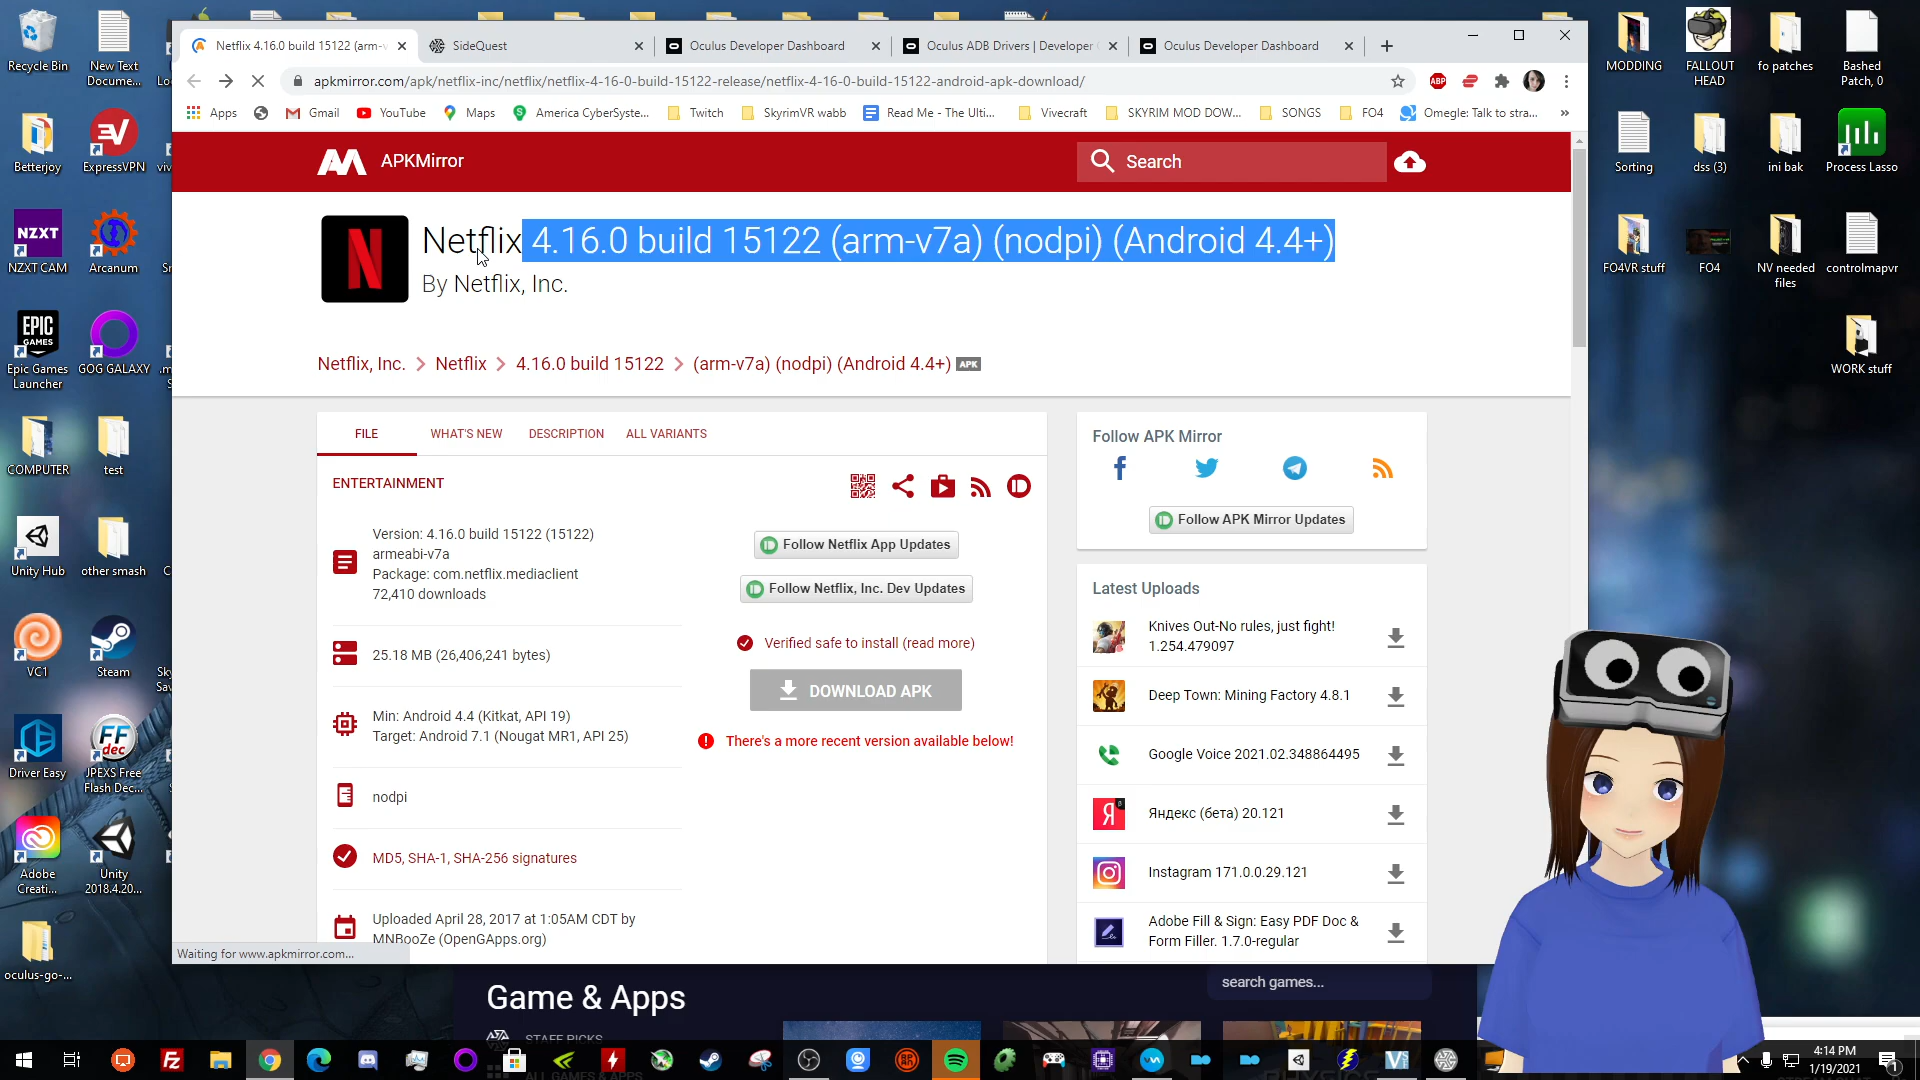 Recycle Bin
New Text
Docume...
Netflix 4.16.0 build 15122 (arm-v
SideQuest
Oculus Developer Dashboard
Oculus ADB Drivers | Developer
Oculus Developer Dashboard
apkmirror.com/apk/netflix-inc/netflix/netflix-4-16-0-build-15122-release/netflix-4-16-0-build-15122-android-apk-download/
ABP
Apps
Gmail
YouTube
Maps
America CyberSyste...
Twitch
SkyrimVR wabb
Read Me - The Ulti...
Vivecraft
SKYRIM MOD DOW...
SONGS
FO4
Omegle: Talk to stra...
»
APKMirror
Search
Netflix 4.16.0 build 15122 (arm-v7a) (nodpi) (Android 4.4+)
By Netflix, Inc.
Netflix, Inc. > Netflix > 4.16.0 build 15122 > (arm-v7a) (nodpi) (Android 4.4+) APK
FILE
WHAT'S NEW
DESCRIPTION
ALL VARIANTS
ENTERTAINMENT
Version: 4.16.0 build 15122 (15122)
armeabi-v7a
Package: com.netflix.mediaclient
72,410 downloads
25.18 MB (26,406,241 bytes)
Min: Android 4.4 (Kitkat, API 19)
Target: Android 7.1 (Nougat MR1, API 25)
nodpi
MD5, SHA-1, SHA-256 signatures
Uploaded April 28, 2017 at 1:05AM CDT by
MNBooZe (OpenGApps.org)
Follow Netflix App Updates
Follow Netflix, Inc. Dev Updates
Verified safe to install (read more)
DOWNLOAD APK
There's a more recent version available below!
Follow APK Mirror
Follow APK Mirror Updates
Latest Uploads
Knives Out-No rules, just fight!
1.254.479097
Deep Town: Mining Factory 4.8.1
Google Voice 2021.02.348864495
Яндекс (бета) 20.121
Instagram 171.0.0.29.121
Adobe Fill & Sign: Easy PDF Doc &
Form Filler. 1.7.0-regular
Waiting for www.apkmirror.com...
Game & Apps
search games...
STAFF PICKS
ALL GAMES & APPS
Betterjoy
ExpressVPN
NZXT
NZXT CAM
Arcanum
EPIC
GAMES
Epic Games
Launcher
GOG GALAXY
COMPUTER
test
Unity Hub
other smash
VC1
Steam
Driver Easy
FF
dec
JPEXS Free
Flash Dec...
Adobe
Creati...
Unity
2018.4.20...
oculus-go-...
MODDING
FALLOUT
HEAD
fo patches
Bashed
Patch, 0
Sorting
dss (3)
ini bak
Process Lasso
FO4VR stuff
FO4
NV needed
files
controlmapvr
WORK stuff
4:14 PM
1/19/2021
1